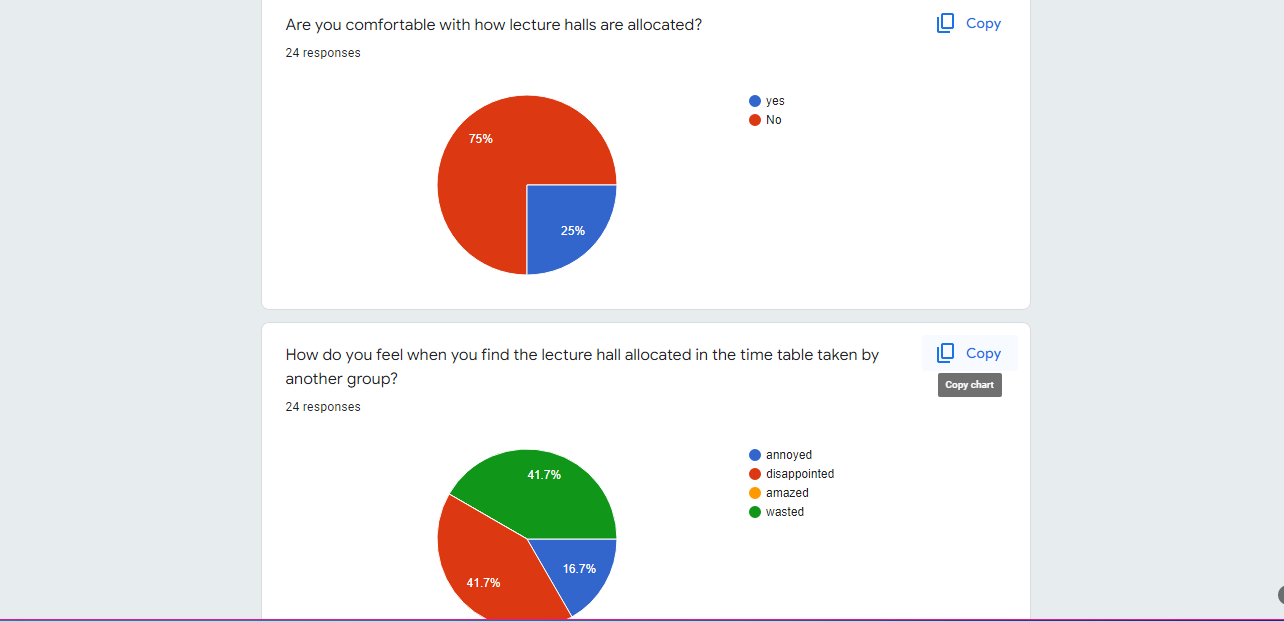 Are you comfortable with how lecture halls are allocated?
Copy
24 responses
75%
25%
yes
No
How do you feel when you find the lecture hall allocated in the time table taken by
another group?
Copy
Copy chart
24 responses
41.7%
41.7%
16.7%
annoyed
disappointed
amazed
wasted